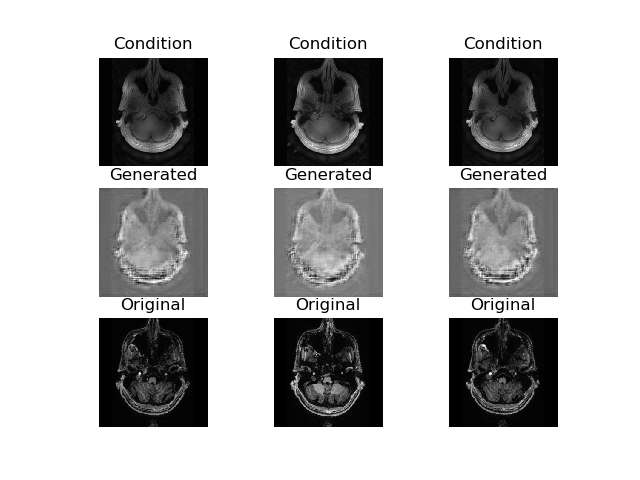 Condition Condition Condition
Generated Generated Generated
Original Original Original